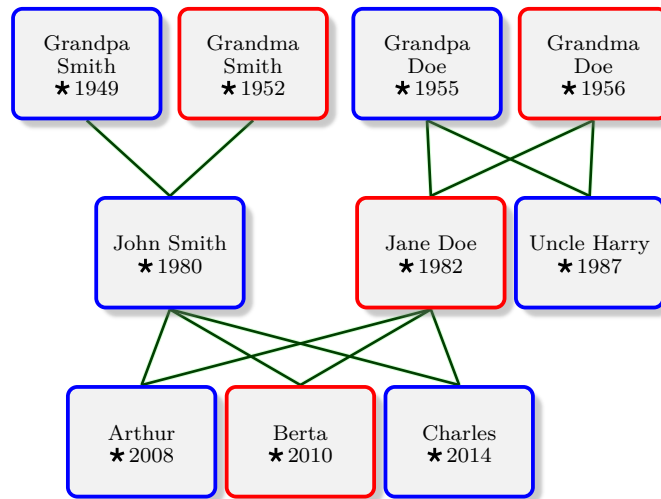 Grandpa
Smith
★1949
Grandma
Smith
★1952
Grandpa
Doe
★1955
Grandma
Doe
★1956
John Smith
★1980
Jane Doe
★1982
Uncle Harry
★1987
Arthur
★2008
Berta
★2010
Charles
★2014